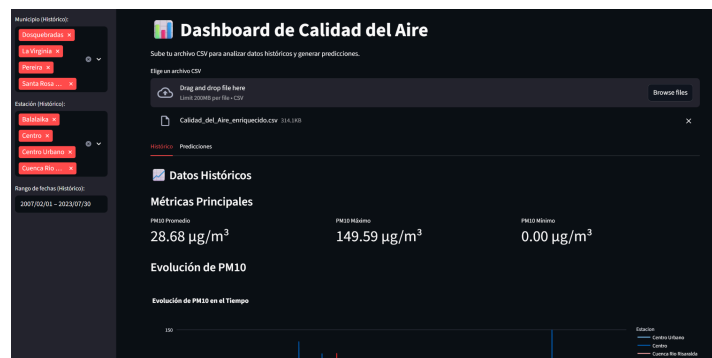 Municipio (Histórico):
Dosquebradas ×
La Virginia ×
Pereira ×
Santa Rosa ... ×
Estación (Histórico):
Balalaika ×
Centro ×
Centro Urbano ×
Cuenca Rio ... ×
Rango de fechas (Histórico):
2007/02/01 – 2023/07/30
Dashboard de Calidad del Aire
Sube tu archivo CSV para analizar datos históricos y generar predicciones.
Elige un archivo CSV
Drag and drop file here
Limit 200MB per file • CSV
Browse files
Calidad_del_Aire_enriquecido.csv 314.1KB
Histórico Predicciones
Datos Históricos
Métricas Principales
PM10 Promedio
28.68 μg/m³
PM10 Máximo
149.59 μg/m³
PM10 Mínimo
0.00 μg/m³
Evolución de PM10
Evolución de PM10 en el Tiempo
150
Estacion
Centro Urbano
Centro
Cuenca Rio Risaralda